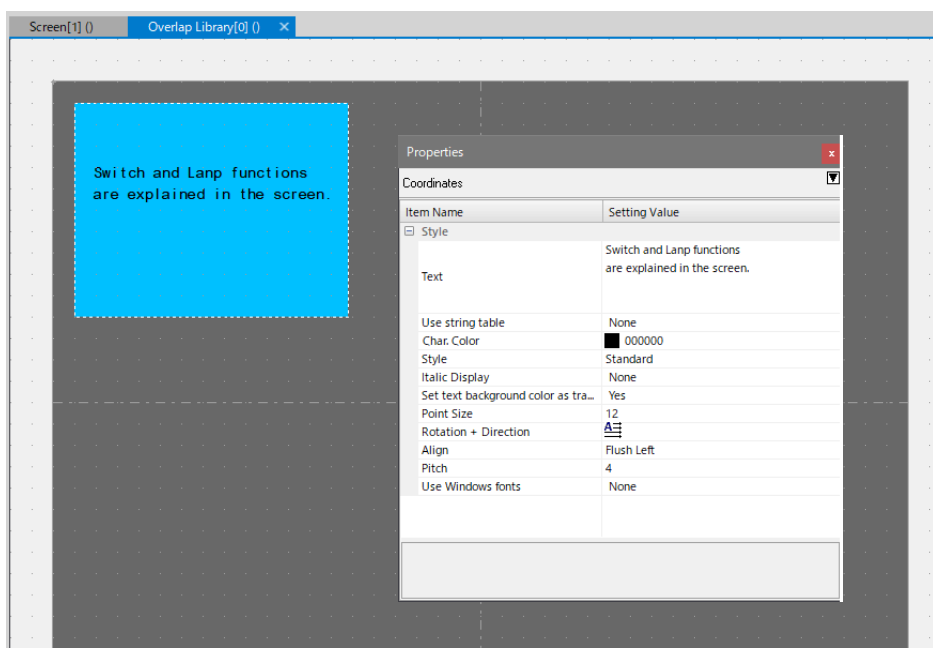 Screen[1] ()
Overlap Library[0] ()
Switch and Lanp functions
are explained in the screen.
Properties
Coordinates
Item Name Setting Value
Style
Text Switch and Lanp functions
are explained in the screen.
Use string table None
Char. Color 000000
Style Standard
Italic Display None
Set text background color as tra... Yes
Point Size 12
Rotation + Direction A
Align Flush Left
Pitch 4
Use Windows fonts None